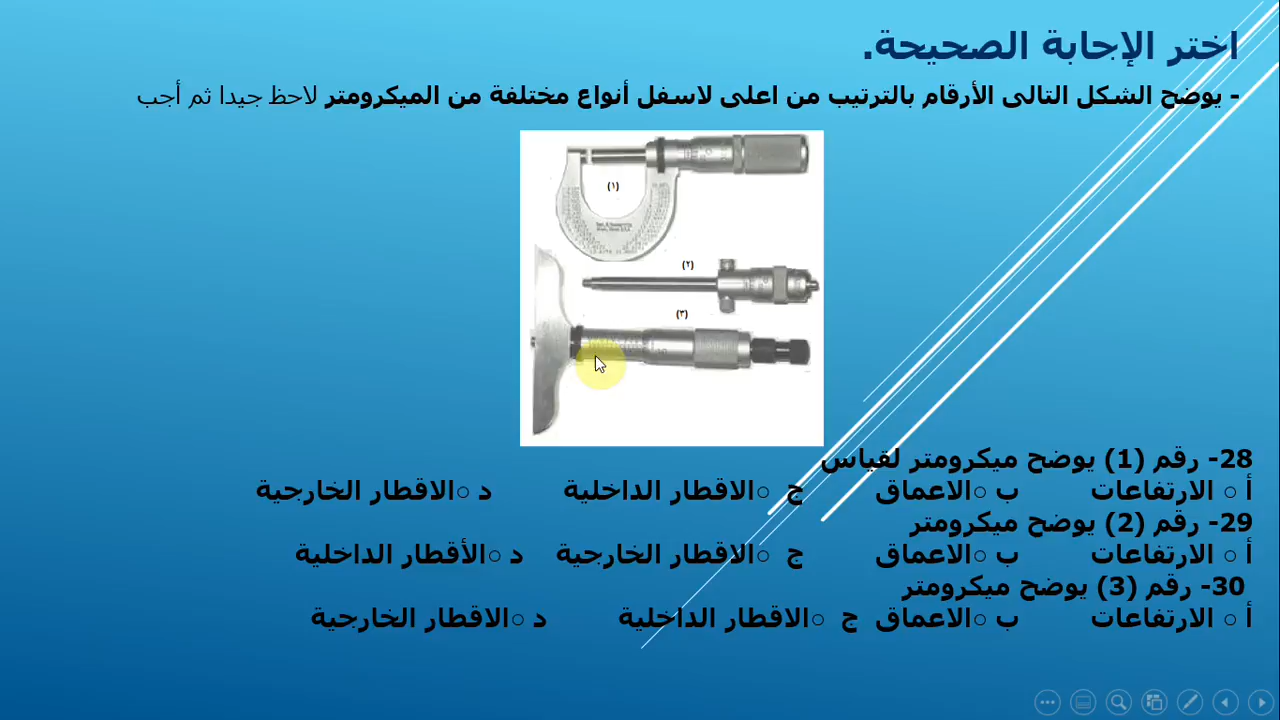 اختر الإجابة الصحيحة.
- يوضح الشكل التالى الأرقام بالترتيب من اعلى لاسفل أنواع مختلفة من الميكرومتر لاحظ جيدا ثم أجب
(١)
(٢)
(٣)
28- رقم (1) يوضح ميكرومتر لقياس
أ ○ الارتفاعات ب ○الاعماق ج ○الاقطار الداخلية د ○الاقطار الخارجية
29- رقم (2) يوضح ميكرومتر
أ ○ الارتفاعات ب ○الاعماق ج ○الاقطار الخارجية د ○الأقطار الداخلية
30- رقم (3) يوضح ميكرومتر
أ ○ الارتفاعات ب ○الاعماق ج ○الاقطار الداخلية د ○الاقطار الخارجية